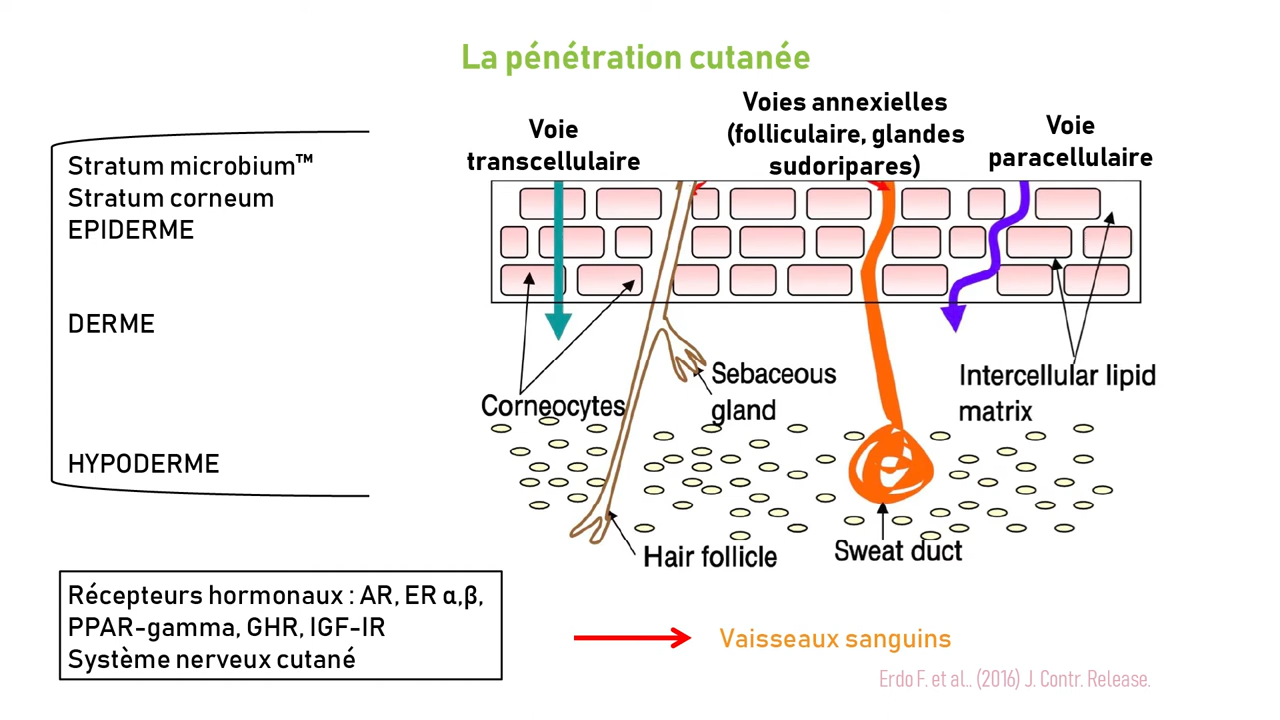 La pénétration cutanée
Stratum microbium™
Stratum corneum
EPIDERME
DERME
HYPODERME
Voie
transcellulaire
Voies annexielles
(folliculaire, glandes
sudoripares)
Voie
paracellulaire
Corneocytes
Sebaceous
gland
Intercellular lipid
matrix
Hair follicle
Sweat duct
Récepteurs hormonaux : AR, ER α,β,
PPAR-gamma, GHR, IGF-IR
Système nerveux cutané
Vaisseaux sanguins
Erdo F. et al.. (2016) J. Contr. Release.